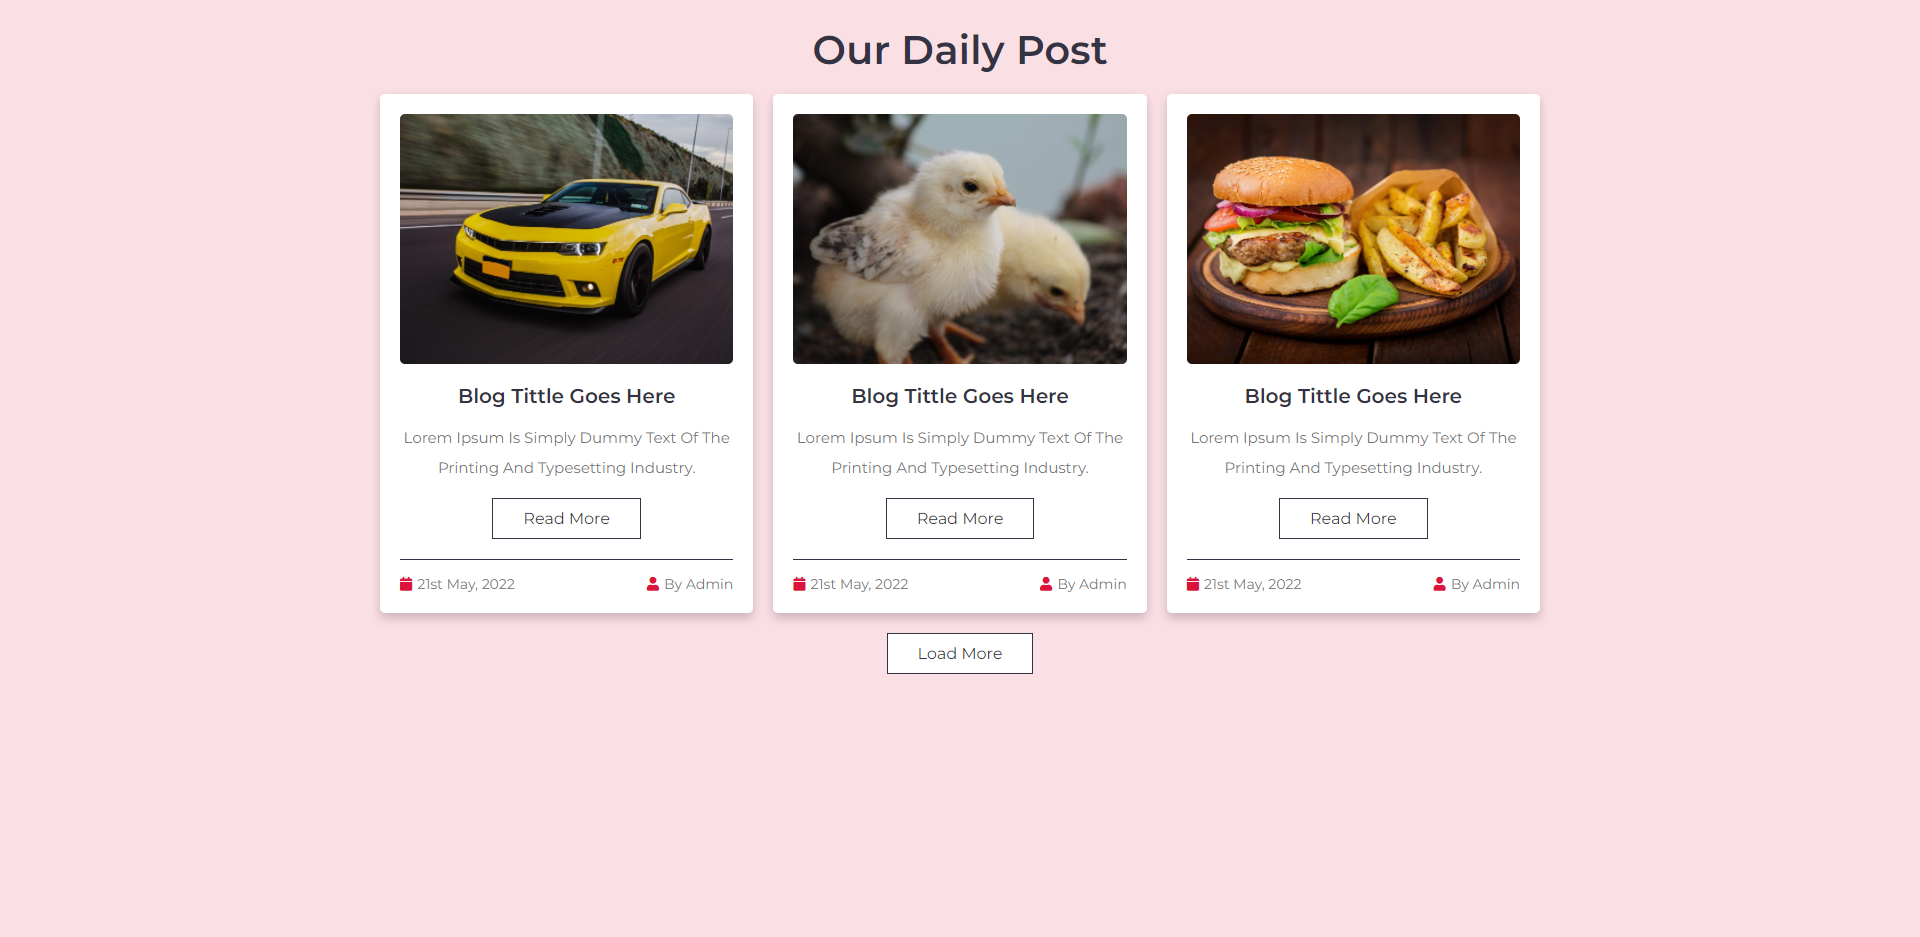 Our Daily Post
Blog Tittle Goes Here
Lorem Ipsum Is Simply Dummy Text Of The
Printing And Typesetting Industry.
Read More
21st May, 2022 By Admin
Blog Tittle Goes Here
Lorem Ipsum Is Simply Dummy Text Of The
Printing And Typesetting Industry.
Read More
21st May, 2022 By Admin
Blog Tittle Goes Here
Lorem Ipsum Is Simply Dummy Text Of The
Printing And Typesetting Industry.
Read More
21st May, 2022 By Admin
Load More